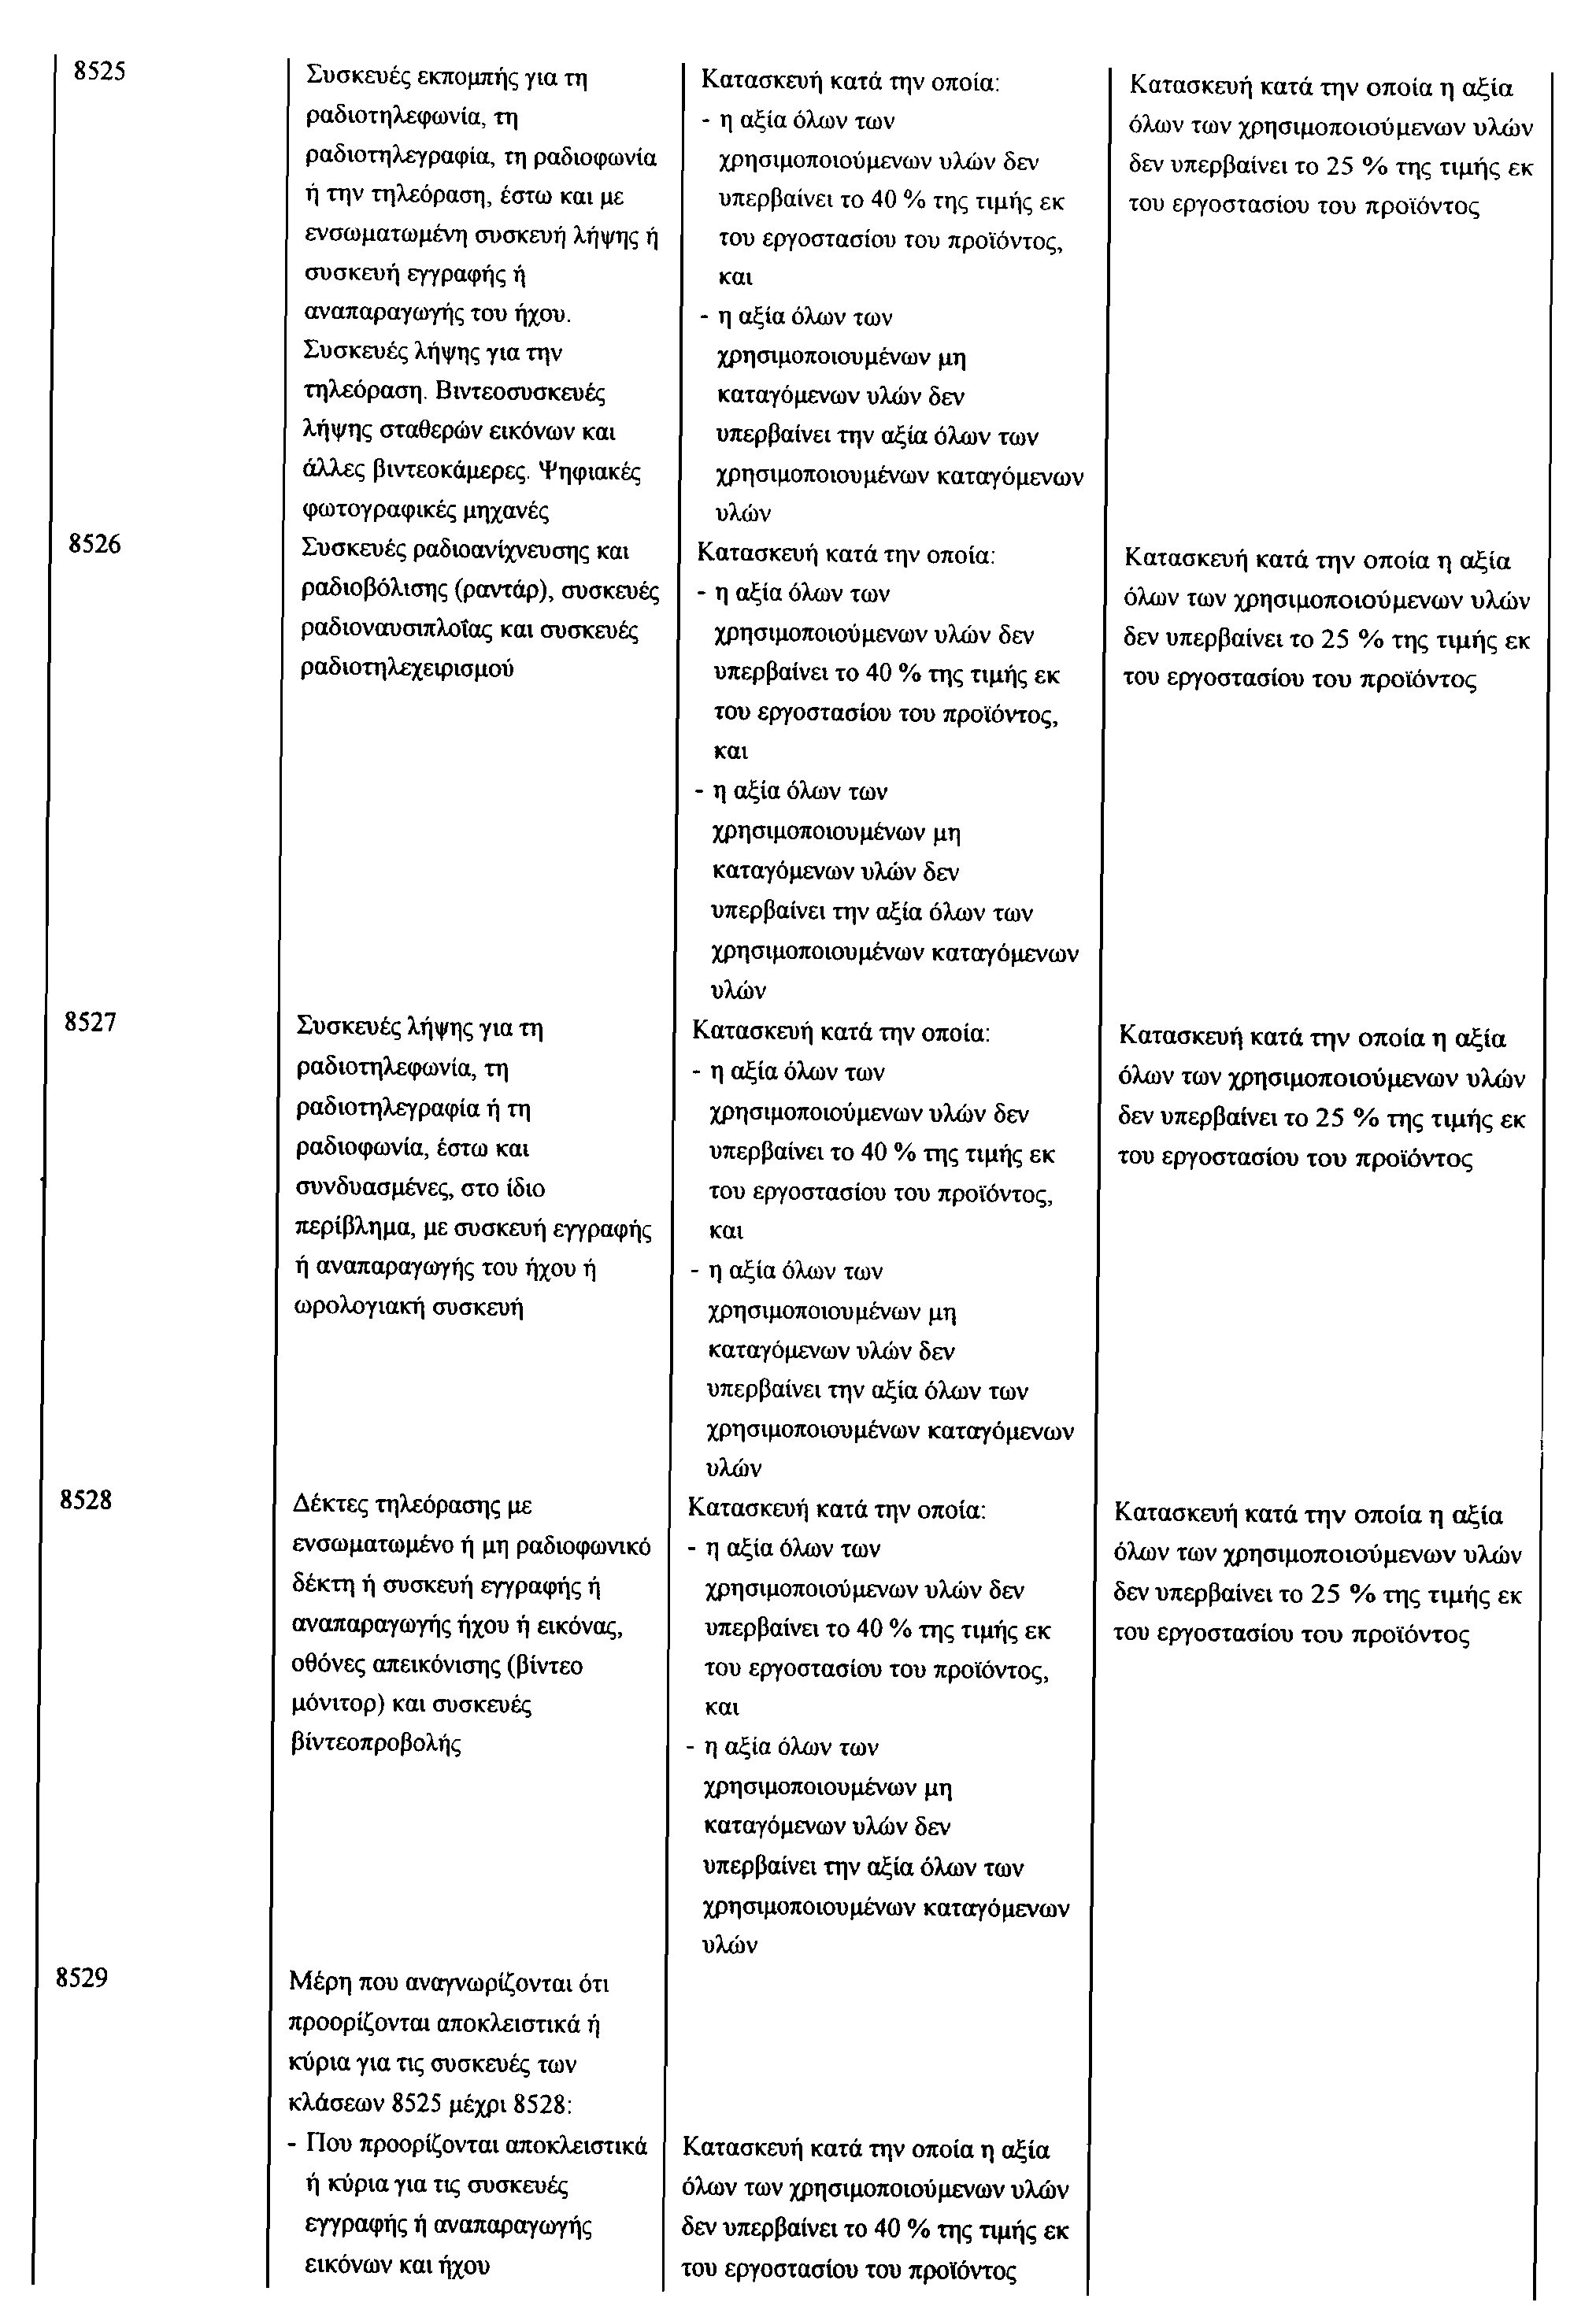 8525
Συσκευές εκπομπής για τη
ραδιοτηλεφωνία, τη
ραδιοτηλεγραφία, τη ραδιοφωνία
ή την τηλεόραση, έστω και με
ενσωματωμένη συσκευή λήψης ή
συσκευή εγγραφής ή
αναπαραγωγής του ήχου.
Συσκευές λήψης για την
τηλεόραση. Βιντεοσυσκευές
λήψης σταθερών εικόνων και
άλλες βιντεοκάμερες. Ψηφιακές
φωτογραφικές μηχανές
Κατασκευή κατά την οποία:
- η αξία όλων των
χρησιμοποιούμενων υλών δεν
υπερβαίνει το 40 % της τιμής εκ
του εργοστασίου του προϊόντος,
και
- η αξία όλων των
χρησιμοποιουμένων μη
καταγόμενων υλών δεν
υπερβαίνει την αξία όλων των
χρησιμοποιουμένων καταγόμενων
υλών
Κατασκευή κατά την οποία η αξία
όλων των χρησιμοποιούμενων υλών
δεν υπερβαίνει το 25 % της τιμής εκ
του εργοστασίου του προϊόντος
8526
Συσκευές ραδιοανίχνευσης και
ραδιοβόλισης (ραντάρ), συσκευές
ραδιοναυσιπλοΐας και συσκευές
ραδιοτηλεχειρισμού
Κατασκευή κατά την οποία:
- η αξία όλων των
χρησιμοποιούμενων υλών δεν
υπερβαίνει το 40 % της τιμής εκ
του εργοστασίου του προϊόντος,
και
- η αξία όλων των
χρησιμοποιουμένων μη
καταγόμενων υλών δεν
υπερβαίνει την αξία όλων των
χρησιμοποιουμένων καταγόμενων
υλών
Κατασκευή κατά την οποία η αξία
όλων των χρησιμοποιούμενων υλών
δεν υπερβαίνει το 25 % της τιμής εκ
του εργοστασίου του προϊόντος
8527
Συσκευές λήψης για τη
ραδιοτηλεφωνία, τη
ραδιοτηλεγραφία ή τη
ραδιοφωνία, έστω και
συνδυασμένες, στο ίδιο
περίβλημα, με συσκευή εγγραφής
ή αναπαραγωγής του ήχου ή
ωρολογιακή συσκευή
Κατασκευή κατά την οποία:
- η αξία όλων των
χρησιμοποιούμενων υλών δεν
υπερβαίνει το 40 % της τιμής εκ
του εργοστασίου του προϊόντος,
και
- η αξία όλων των
χρησιμοποιουμένων μη
καταγόμενων υλών δεν
υπερβαίνει την αξία όλων των
χρησιμοποιουμένων καταγόμενων
υλών
Κατασκευή κατά την οποία η αξία
όλων των χρησιμοποιούμενων υλών
δεν υπερβαίνει το 25 % της τιμής εκ
του εργοστασίου του προϊόντος
8528
Δέκτες τηλεόρασης με
ενσωματωμένο ή μη ραδιοφωνικό
δέκτη ή συσκευή εγγραφής ή
αναπαραγωγής ήχου ή εικόνας,
οθόνες απεικόνισης (βίντεο
μόνιτορ) και συσκευές
βίντεοπροβολής
Κατασκευή κατά την οποία:
- η αξία όλων των
χρησιμοποιούμενων υλών δεν
υπερβαίνει το 40 % της τιμής εκ
του εργοστασίου του προϊόντος,
και
- η αξία όλων των
χρησιμοποιουμένων μη
καταγόμενων υλών δεν
υπερβαίνει την αξία όλων των
χρησιμοποιουμένων καταγόμενων
υλών
Κατασκευή κατά την οποία η αξία
όλων των χρησιμοποιούμενων υλών
δεν υπερβαίνει το 25 % της τιμής εκ
του εργοστασίου του προϊόντος
8529
Μέρη που αναγνωρίζονται ότι
προορίζονται αποκλειστικά ή
κύρια για τις συσκευές των
κλάσεων 8525 μέχρι 8528:
- Που προορίζονται αποκλειστικά
ή κύρια για τις συσκευές
εγγραφής ή αναπαραγωγής
εικόνων και ήχου
Κατασκευή κατά την οποία η αξία
όλων των χρησιμοποιούμενων υλών
δεν υπερβαίνει το 40 % της τιμής εκ
του εργοστασίου του προϊόντος